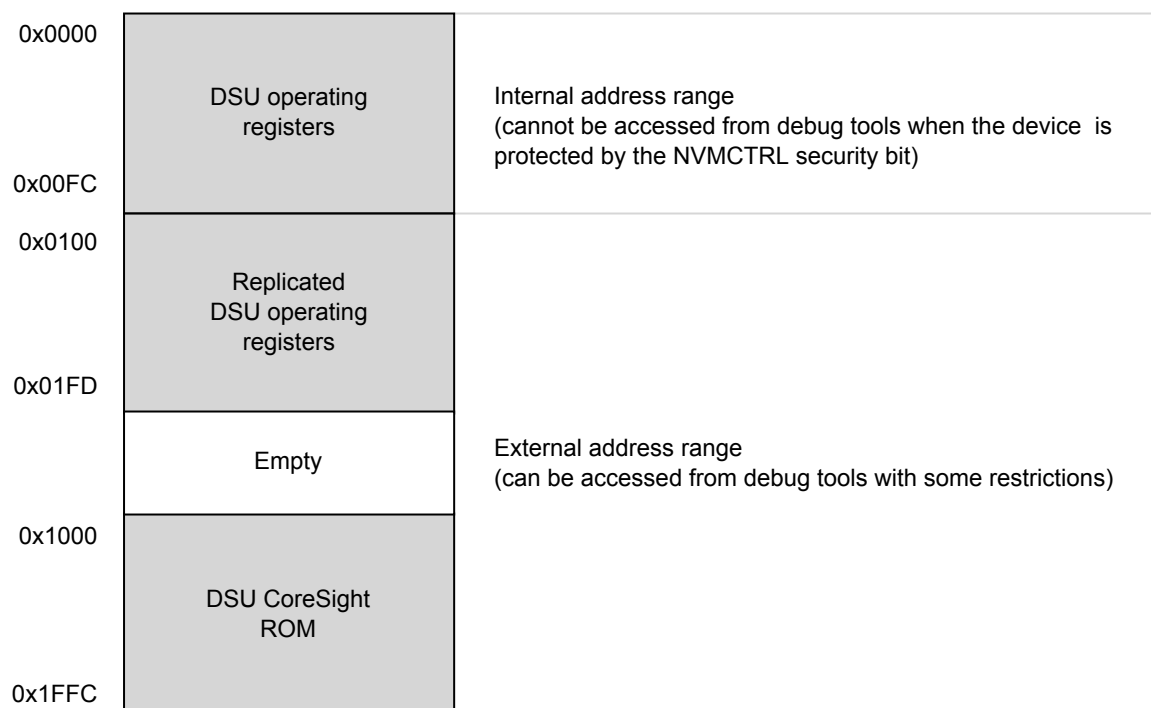 0x0000
DSU operating
registers
Internal address range
(cannot be accessed from debug tools when the device  is
protected by the NVMCTRL security bit)
0x00FC
0x0100
Replicated
DSU operating
registers
0x01FD
Empty
External address range
(can be accessed from debug tools with some restrictions)
0x1000
DSU CoreSight
ROM
0x1FFC